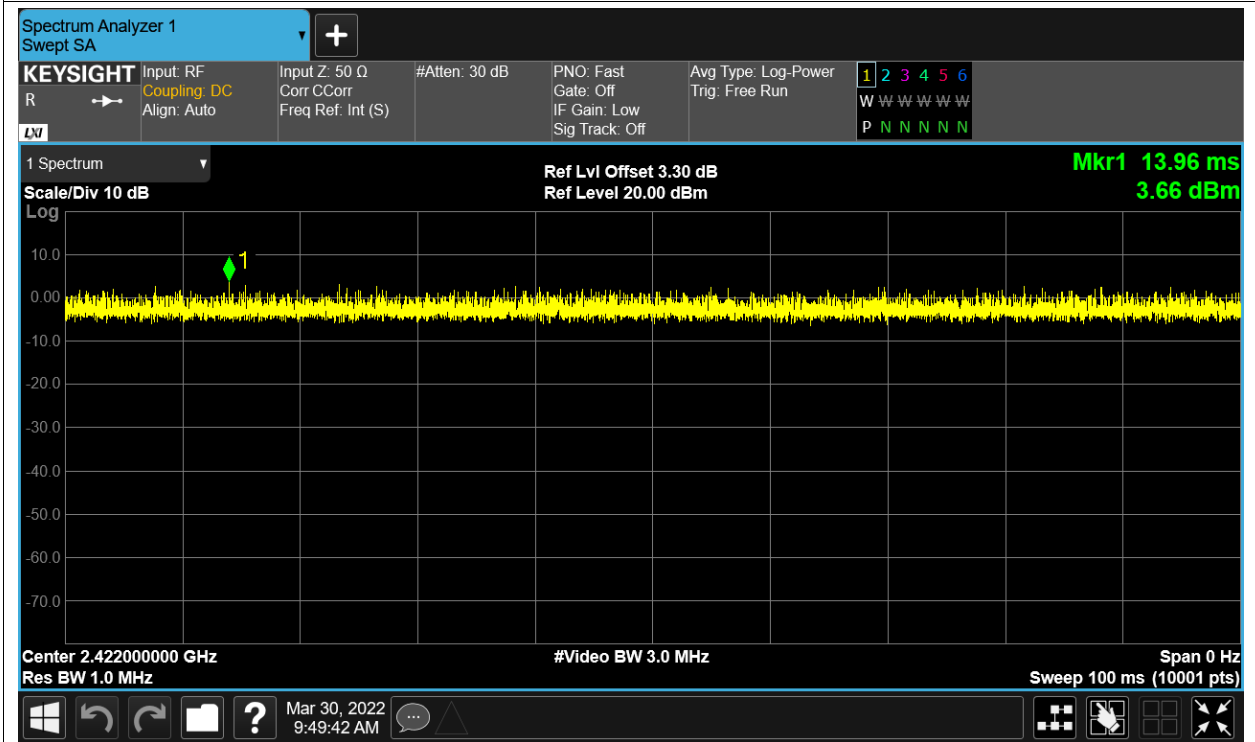 Spectrum Analyzer 1
Swept SA
KEYSIGHT
R
LXI
Input: RF
Coupling: DC
Align: Auto
Input Z: 50 Ω
Corr CCorr
Freq Ref: Int (S)
#Atten: 30 dB
PNO: Fast
Gate: Off
IF Gain: Low
Sig Track: Off
Avg Type: Log-Power
Trig: Free Run
1 2 3 4 5 6
W W W W W W
P N N N N N
1 Spectrum
Scale/Div 10 dB
Log
Ref Lvl Offset 3.30 dB
Ref Level 20.00 dBm
Mkr1 13.96 ms
3.66 dBm
1
10.0
0.00
-10.0
-20.0
-30.0
-40.0
-50.0
-60.0
-70.0
Center 2.422000000 GHz
Res BW 1.0 MHz
#Video BW 3.0 MHz
Span 0 Hz
Sweep 100 ms (10001 pts)
?
Mar 30, 2022
9:49:42 AM